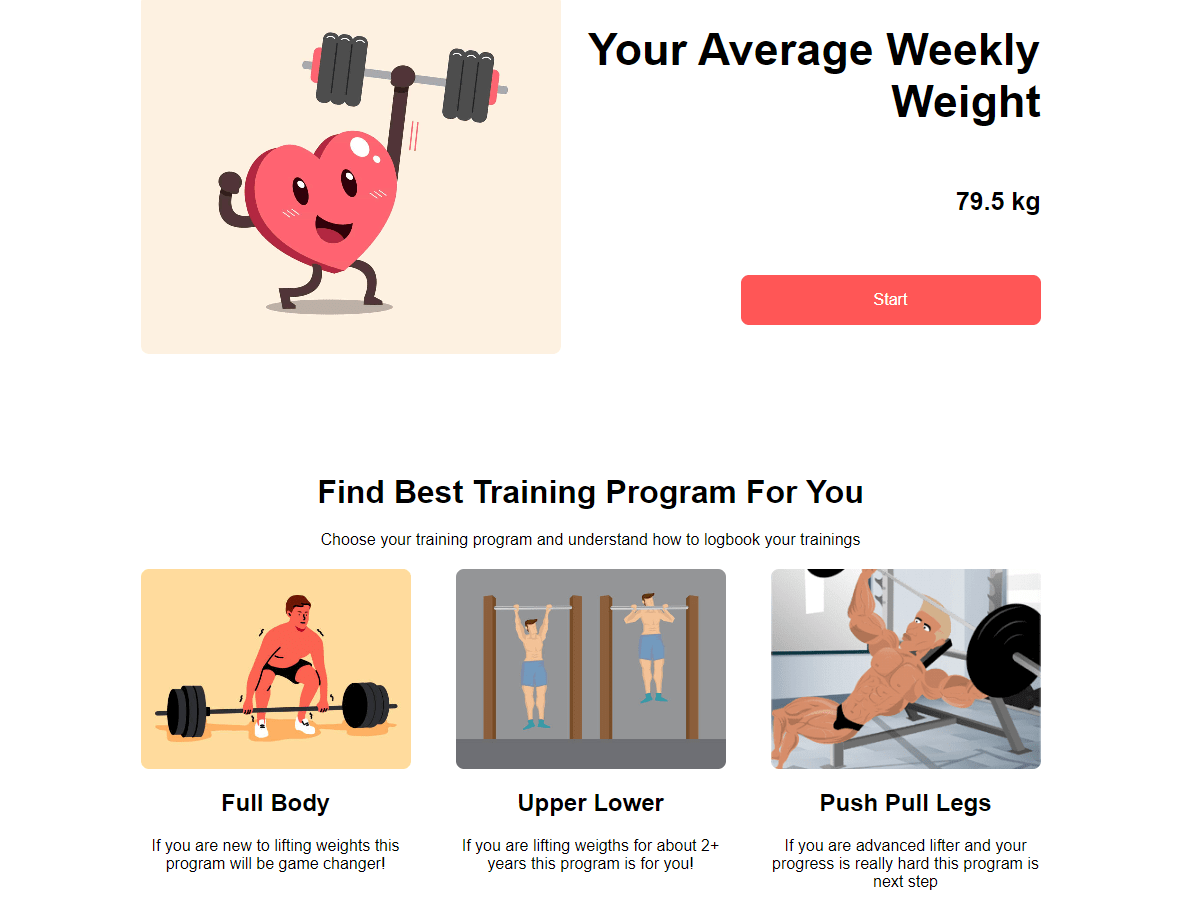 Your Average Weekly
Weight
79.5 kg
Start
Find Best Training Program For You
Choose your training program and understand how to logbook your trainings
Full Body
If you are new to lifting weights this
program will be game changer!
Upper Lower
If you are lifting weigths for about 2+
years this program is for you!
Push Pull Legs
If you are advanced lifter and your
progress is really hard this program is
next step